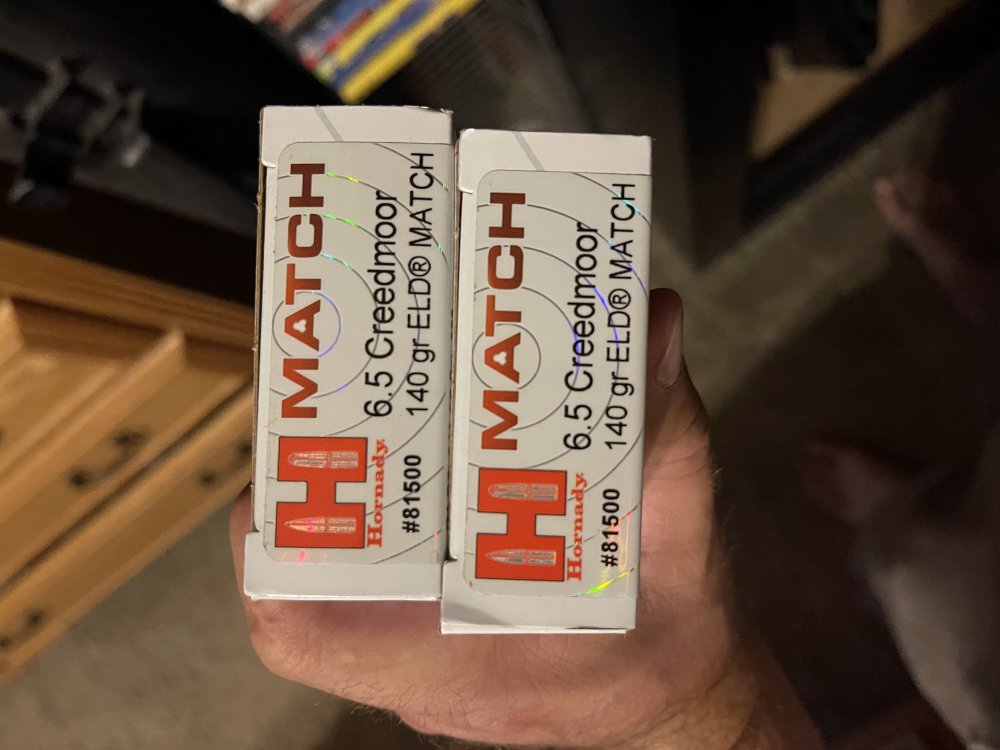 MATCH
6.5 Creedmoor
140 gr ELD® MATCH
Hornady
#81500
MATCH
6.5 Creedmoor
140 gr ELD® MATCH
Hornady
#81500